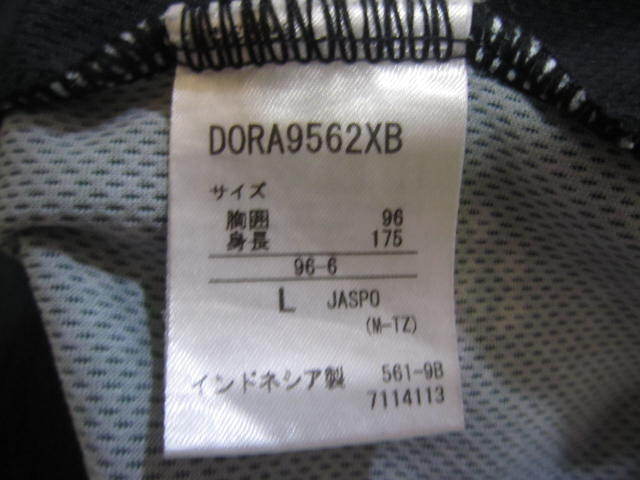 DORA9562XB
サイズ
胸囲 96
身長 175
96-6
L JASPO
(M-TZ)
インドネシア製 561-9B
7114113